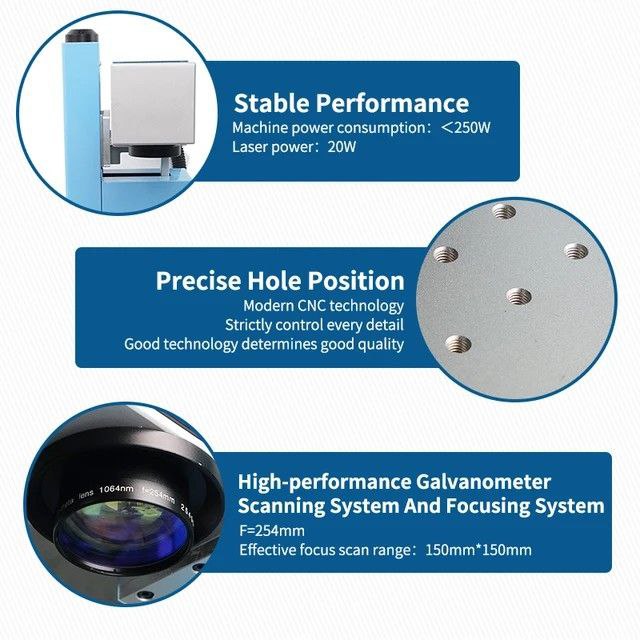 Stable Performance
Machine power consumption: <250W
Laser power: 20W
Precise Hole Position
Modern CNC technology
Strictly control every detail
Good technology determines good quality
lens 1064nm f=254mm
High-performance Galvanometer
Scanning System And Focusing System
F=254mm
Effective focus scan range: 150mm*150mm